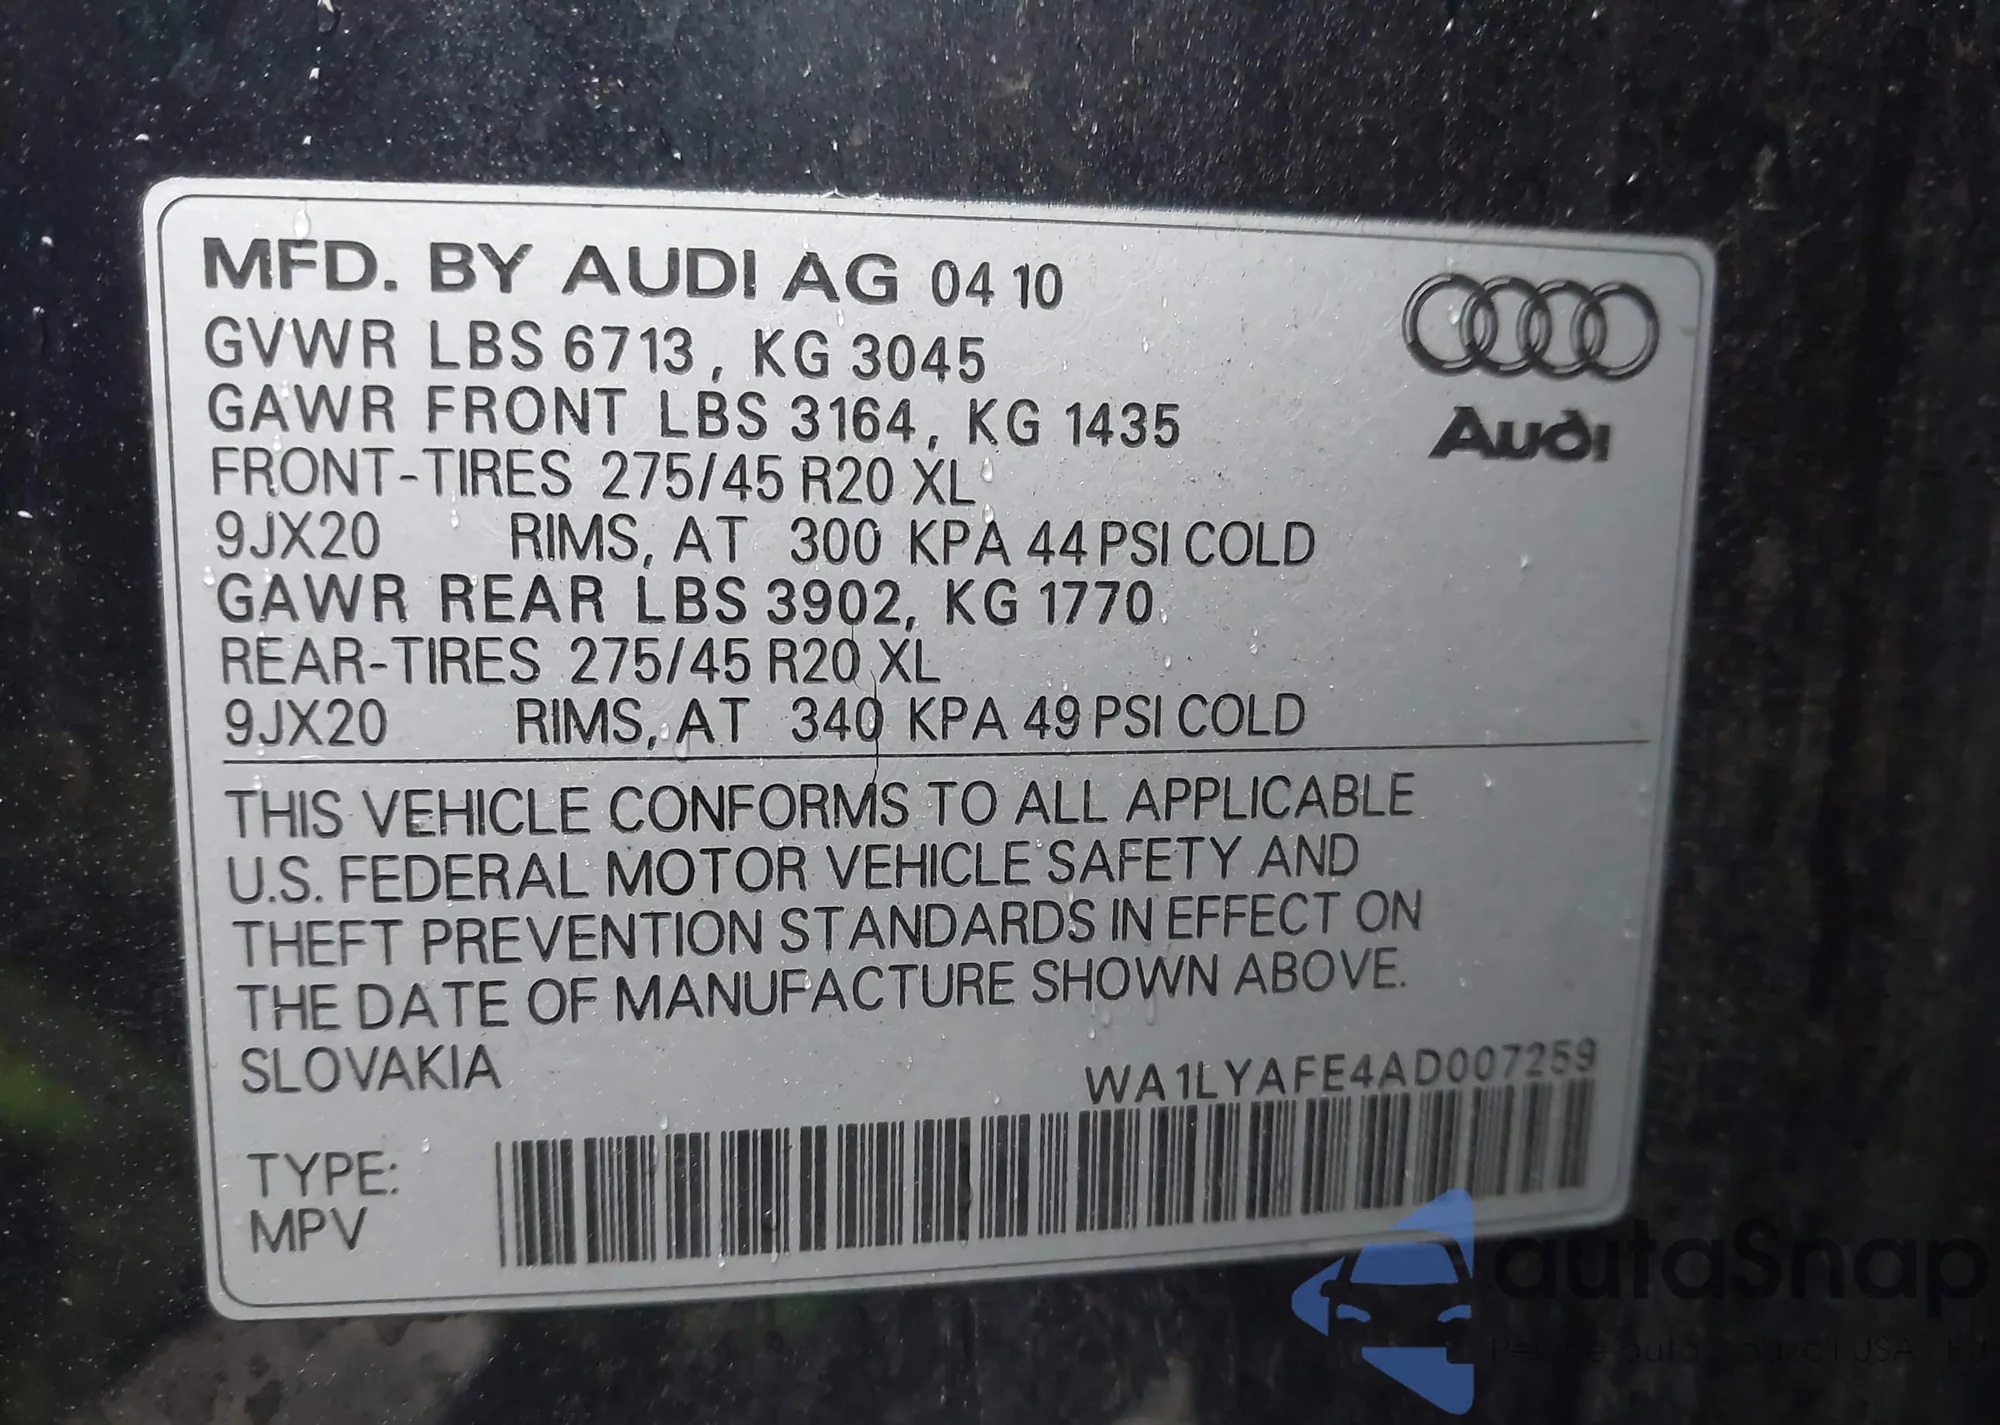 MFD. BY AUDI AG 04 10
GVWR LBS 6713, KG 3045
GAWR FRONT LBS 3164, KG 1435
FRONT-TIRES 275/45 R20 XL
9JX20 RIMS, AT 300 KPA 44 PSI COLD
GAWR REAR LBS 3902, KG 1770
REAR-TIRES 275/45 R20 XL
9JX20 RIMS, AT 340 KPA 49 PSI COLD
Audi
THIS VEHICLE CONFORMS TO ALL APPLICABLE
U.S. FEDERAL MOTOR VEHICLE SAFETY AND
THEFT PREVENTION STANDARDS IN EFFECT ON
THE DATE OF MANUFACTURE SHOWN ABOVE.
SLOVAKIA
WA1LYAFE4AD007259
TYPE:
MPV
autaSnap
auto USA